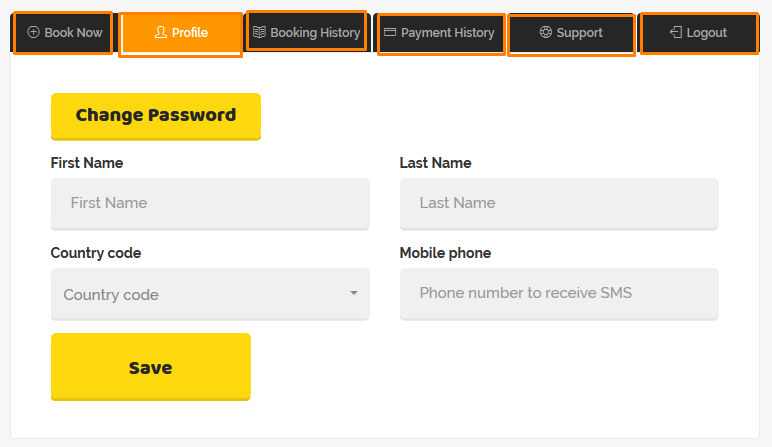 Book Now Profile Booking History Payment History Support Logout
Change Password
First Name Last Name
First Name Last Name
Country code Mobile phone
Country code Phone number to receive SMS
Save